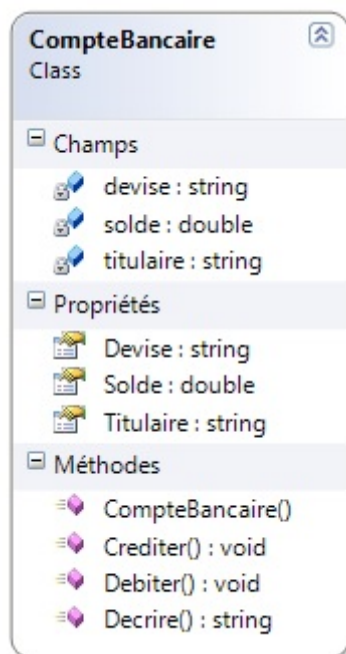 CompteBancaire
Class
Champs
devise : string
solde : double
titulaire : string
Propriétés
Devise : string
Solde : double
Titulaire : string
Méthodes
CompteBancaire()
Crediter() : void
Debiter() : void
Decrire() : string